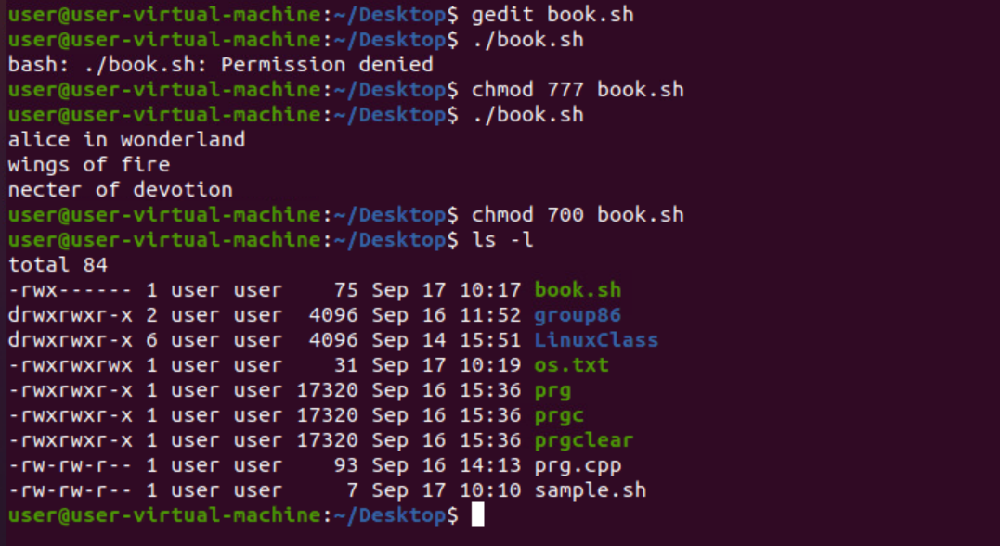 user@user-virtual-machine:~/Desktop$ gedit book.sh
user@user-virtual-machine:~/Desktop$ ./book.sh
bash: ./book.sh: Permission denied
user@user-virtual-machine:~/Desktop$ chmod 777 book.sh
user@user-virtual-machine:~/Desktop$ ./book.sh
alice in wonderland
wings of fire
necter of devotion
user@user-virtual-machine:~/Desktop$ chmod 700 book.sh
user@user-virtual-machine:~/Desktop$ ls -l
total 84
-rwx------ 1 user user    75 Sep 17 10:17 book.sh
drwxrwxr-x 2 user user  4096 Sep 16 11:52 group86
drwxrwxr-x 6 user user  4096 Sep 14 15:51 LinuxClass
-rwxrwxrwx 1 user user    31 Sep 17 10:19 os.txt
-rwxrwxr-x 1 user user 17320 Sep 16 15:36 prg
-rwxrwxr-x 1 user user 17320 Sep 16 15:36 prgc
-rwxrwxr-x 1 user user 17320 Sep 16 15:36 prgclear
-rw-rw-r-- 1 user user    93 Sep 16 14:13 prg.cpp
-rw-rw-r-- 1 user user     7 Sep 17 10:10 sample.sh
user@user-virtual-machine:~/Desktop$